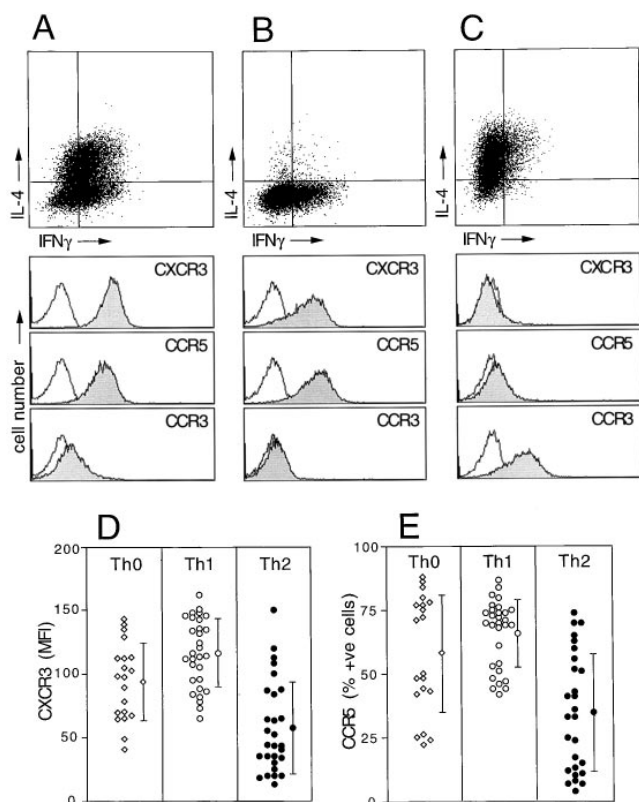 A
B
C
IL-4
IL-4
IL-4
IFNγ
IFNγ
IFNγ
CXCR3
CXCR3
CXCR3
CCR5
CCR5
CCR5
CCR3
CCR3
CCR3
cell number
D
E
CXCR3 (MFI)
200
150
100
50
0
Th0
Th1
Th2
CCR5 (% +ve cells)
100
75
50
25
0
Th0
Th1
Th2